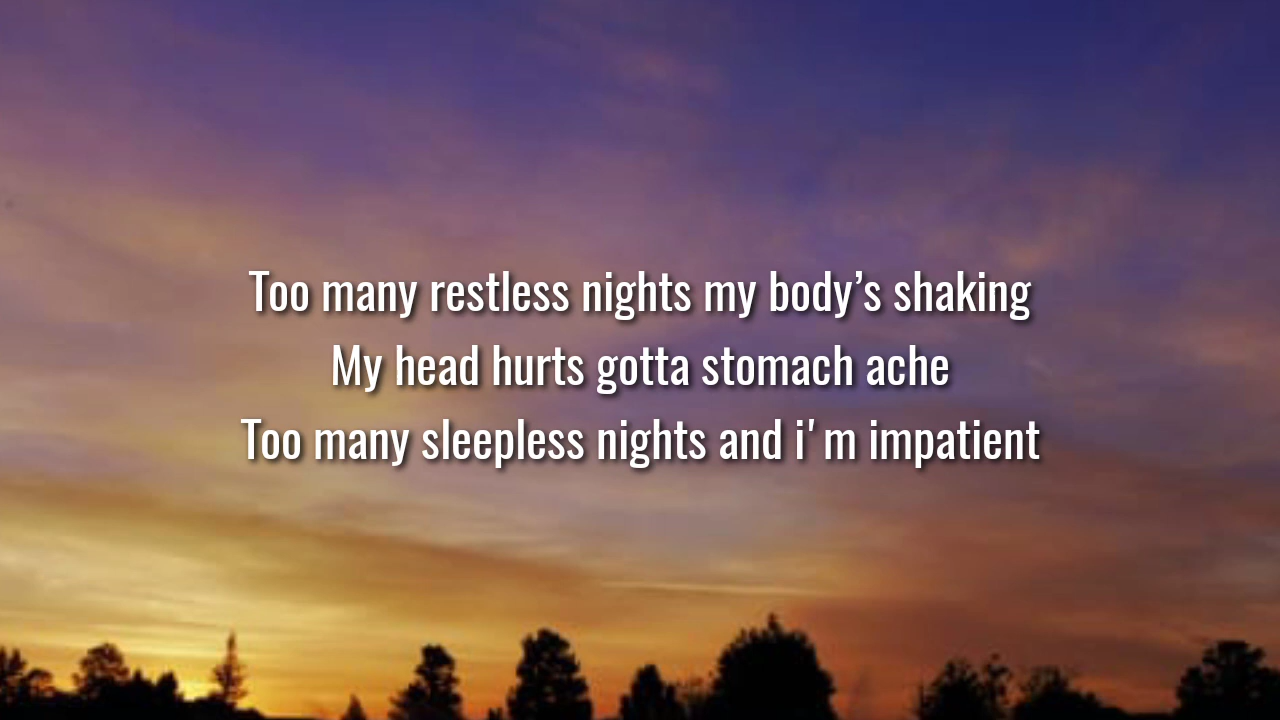 Too many restless nights my body’s shaking
My head hurts gotta stomach ache
Too many sleepless nights and i'm impatient